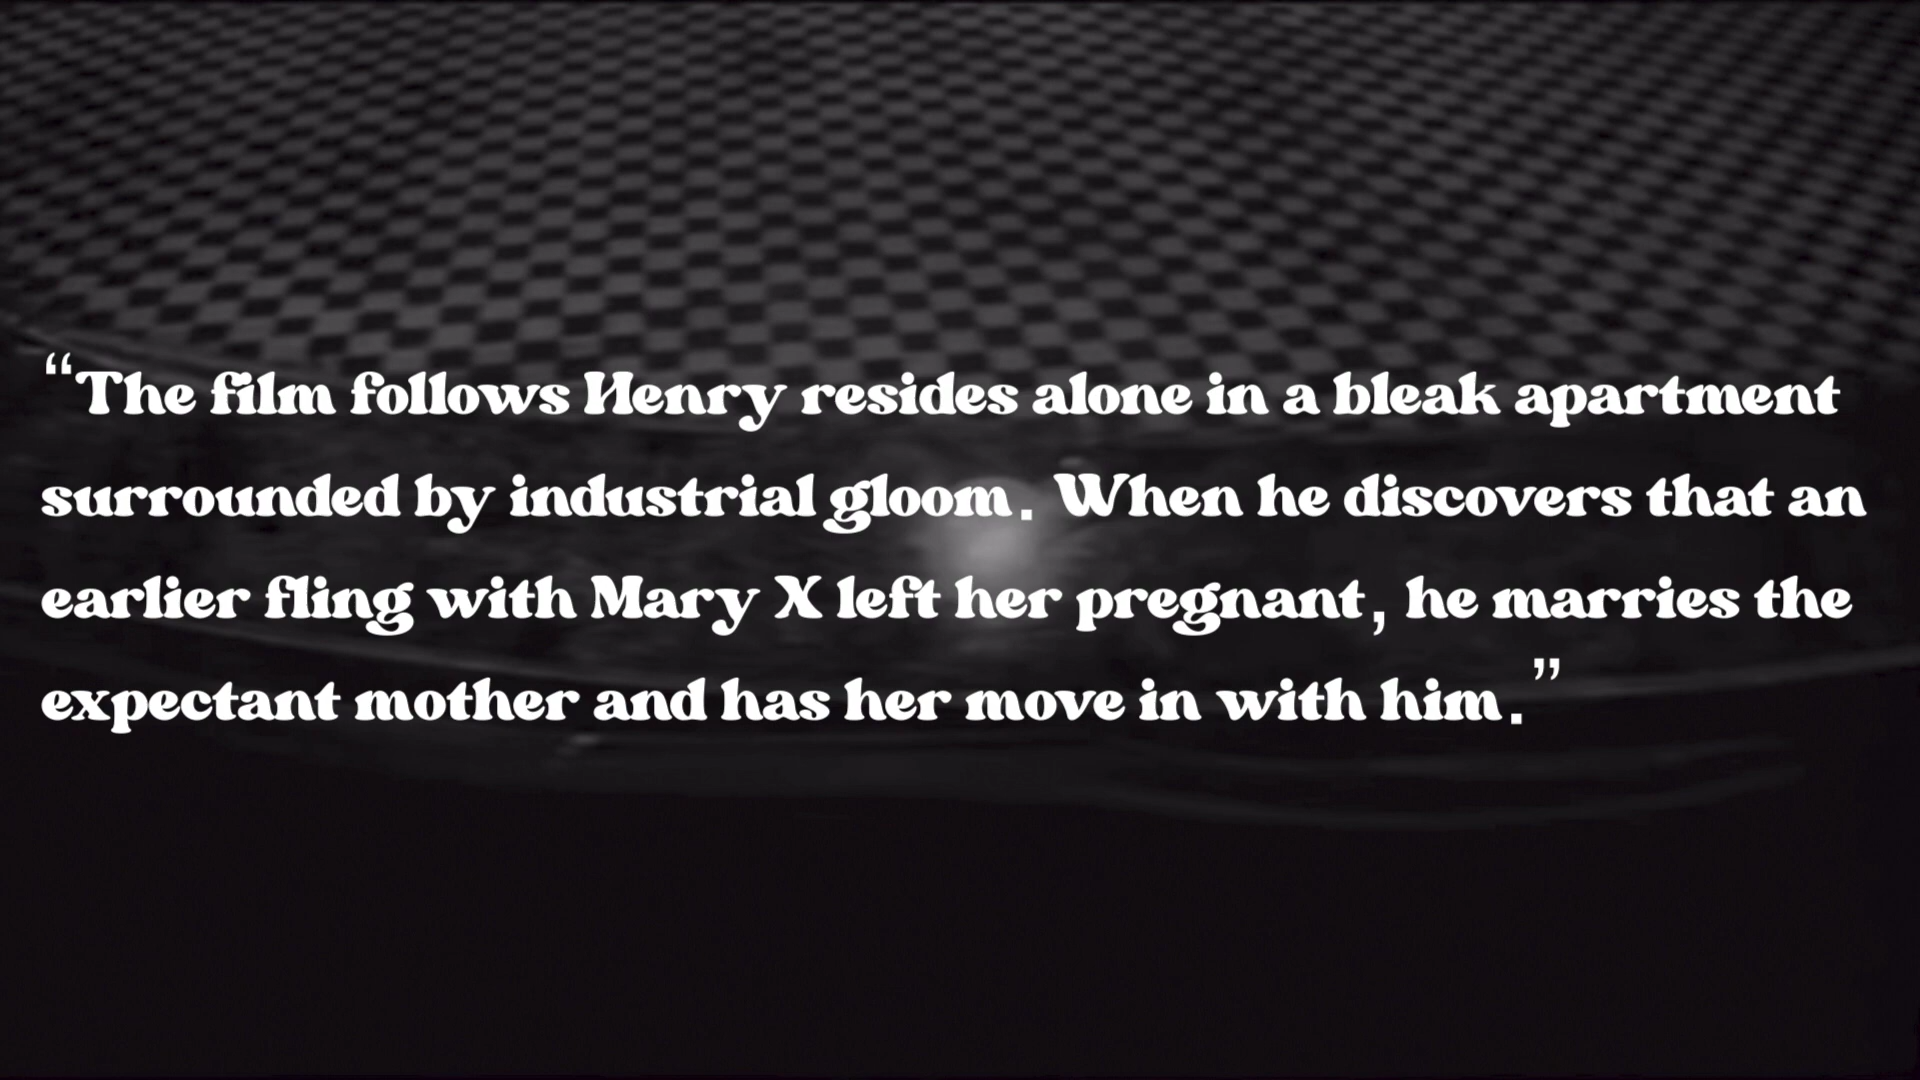 “The film follows Henry resides alone in a bleak apartment
surrounded by industrial gloom. When he discovers that an
earlier fling with Mary X left her pregnant, he marries the
expectant mother and has her move in with him.”